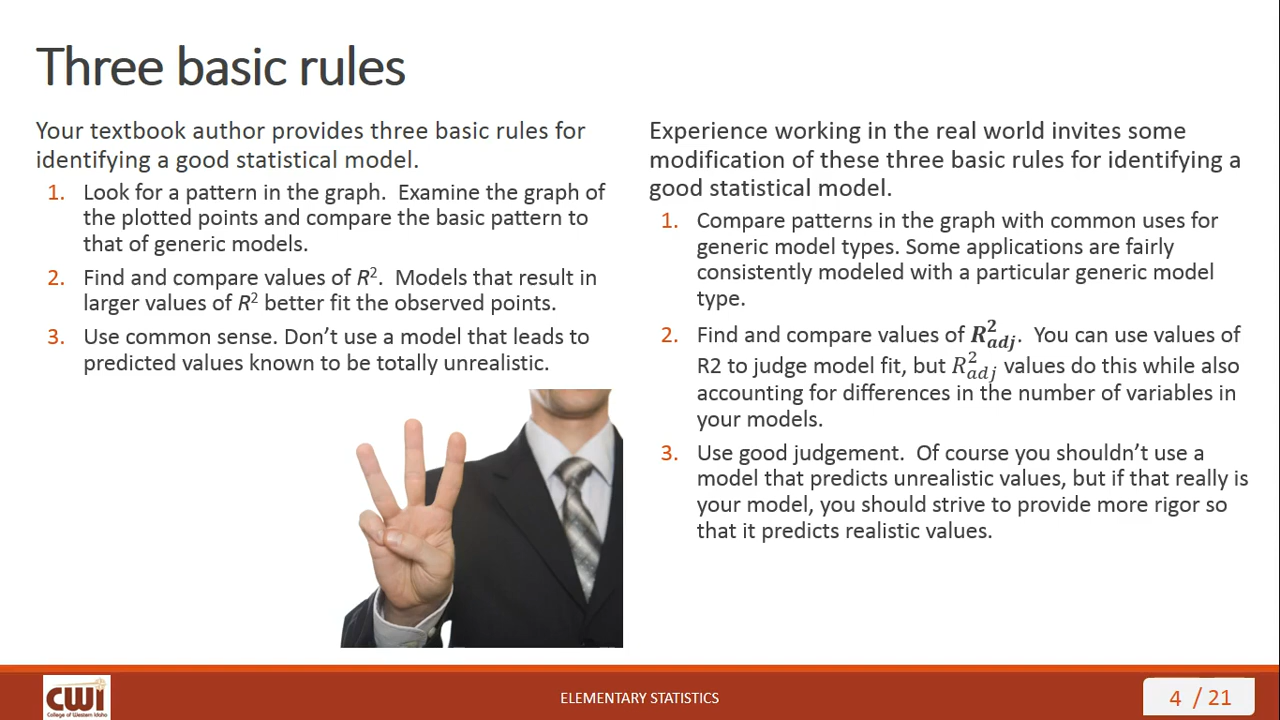 Three basic rules
Your textbook author provides three basic rules for
identifying a good statistical model.
1. Look for a pattern in the graph.  Examine the graph of
the plotted points and compare the basic pattern to
that of generic models.
2. Find and compare values of R².  Models that result in
larger values of R² better fit the observed points.
3. Use common sense. Don’t use a model that leads to
predicted values known to be totally unrealistic.
Experience working in the real world invites some
modification of these three basic rules for identifying a
good statistical model.
1. Compare patterns in the graph with common uses for
generic model types. Some applications are fairly
consistently modeled with a particular generic model
type.
2. Find and compare values of R²adj.  You can use values of
R2 to judge model fit, but R²adj values do this while also
accounting for differences in the number of variables in
your models.
3. Use good judgement.  Of course you shouldn’t use a
model that predicts unrealistic values, but if that really is
your model, you should strive to provide more rigor so
that it predicts realistic values.
CWI
College of Western Idaho
ELEMENTARY STATISTICS
4 / 21